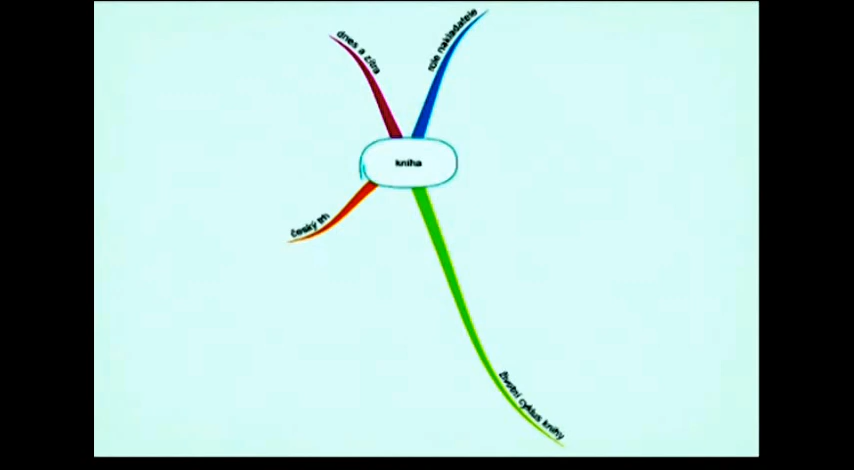 dnes a zítra
role nakladatele
kniha
český trh
životní cyklus knihy